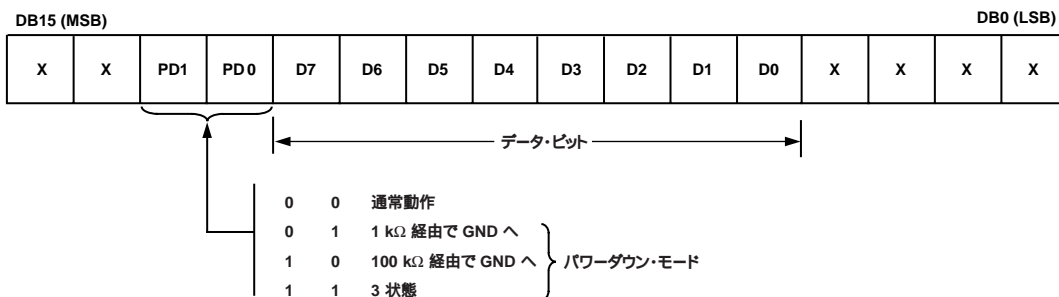 DB15 (MSB) DB0 (LSB)
X X PD1 PD0 D7 D6 D5 D4 D3 D2 D1 D0 X X X X
データ・ビット
0 0 通常動作
0 1 1 kΩ 経由で GND へ
1 0 100 kΩ 経由で GND へ
パワーダウン・モード
1 1 3 状態